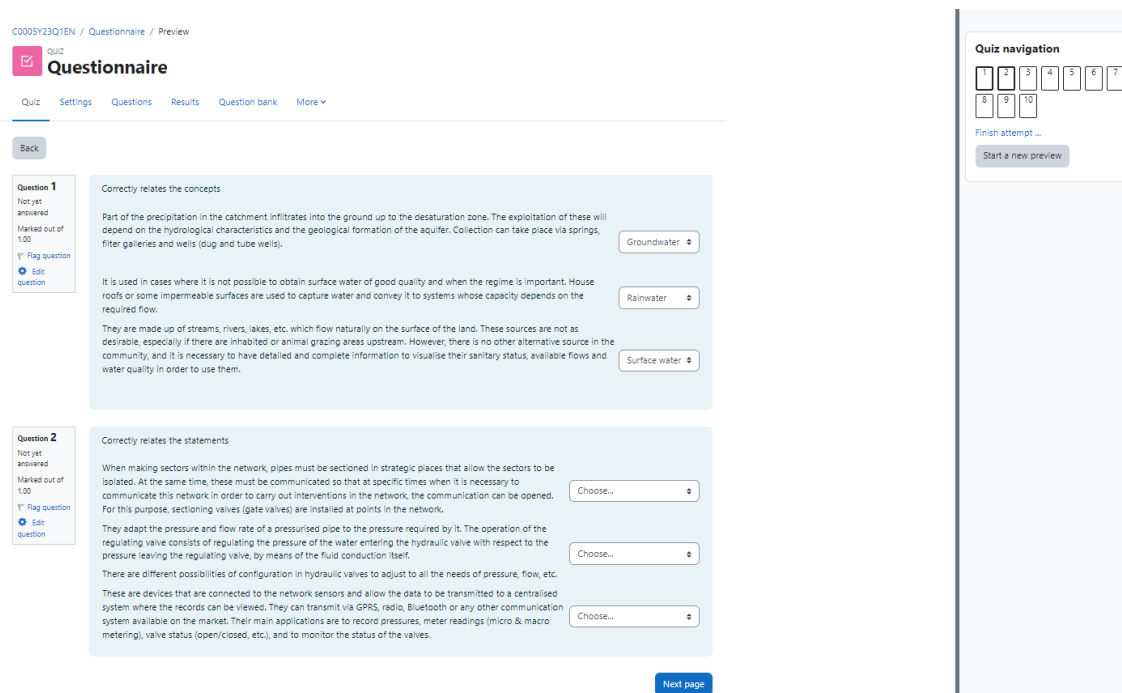 C0005Y23Q1EN / Questionnaire / Preview
QUIZ
Questionnaire
Quiz Settings Questions Results Question bank More
Back
Question 1
Not yet
answered
Marked out of
1.00
Flag question
Edit
question
Correctly relates the concepts
Part of the precipitation in the catchment infiltrates into the ground up to the desaturation zone. The exploitation of these will
depend on the hydrological characteristics and the geological formation of the aquifer. Collection can take place via springs,
filter galleries and wells (dug and tube wells).
Groundwater
It is used in cases where it is not possible to obtain surface water of good quality and when the regime is important. House
roofs or some impermeable surfaces are used to capture water and convey it to systems whose capacity depends on the
required flow.
Rainwater
They are made up of streams, rivers, lakes, etc. which flow naturally on the surface of the land. These sources are not as
desirable, especially if there are inhabited or animal grazing areas upstream. However, there is no other alternative source in the
community, and it is necessary to have detailed and complete information to visualise their sanitary status, available flows and
water quality in order to use them.
Surface water
Question 2
Not yet
answered
Marked out of
1.00
Flag question
Edit
question
Correctly relates the statements
When making sectors within the network, pipes must be sectioned in strategic places that allow the sectors to be
isolated. At the same time, these must be communicated so that at specific times when it is necessary to
communicate this network in order to carry out interventions in the network, the communication can be opened.
For this purpose, sectioning valves (gate valves) are installed at points in the network.
Choose...
They adapt the pressure and flow rate of a pressurised pipe to the pressure required by it. The operation of the
regulating valve consists of regulating the pressure of the water entering the hydraulic valve with respect to the
pressure leaving the regulating valve, by means of the fluid conduction itself.
There are different possibilities of configuration in hydraulic valves to adjust to all the needs of pressure, flow, etc.
Choose...
These are devices that are connected to the network sensors and allow the data to be transmitted to a centralised
system where the records can be viewed. They can transmit via GPRS, radio, Bluetooth or any other communication
system available on the market. Their main applications are to record pressures, meter readings (micro & macro
metering), valve status (open/closed, etc.), and to monitor the status of the valves.
Choose...
Next page
Quiz navigation
1 2 3 4 5 6 7
8 9 10
Finish attempt ...
Start a new preview